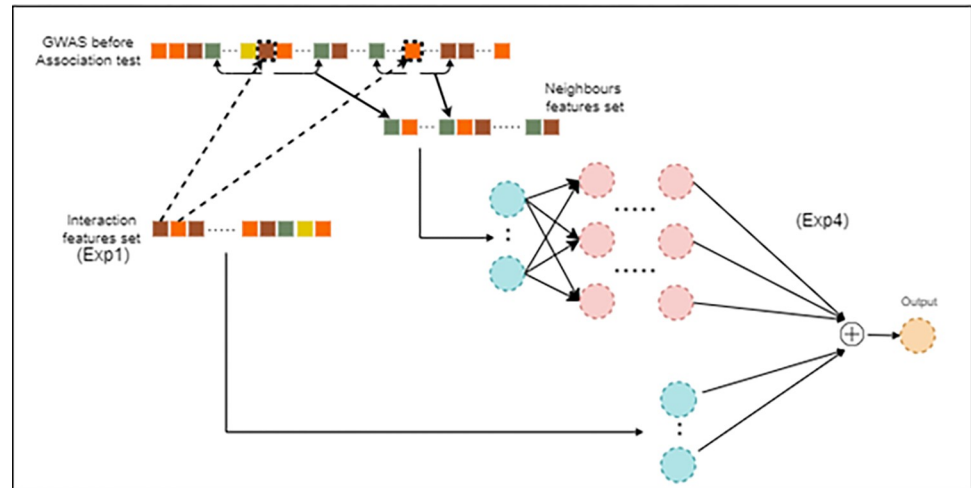 GWAS before
Association test
Neighbours
features set
Interaction
features set
(Exp1)
(Exp4)
Output